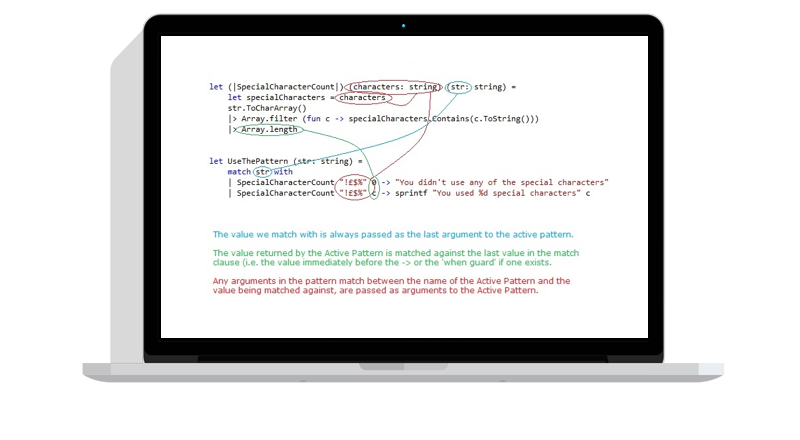 let (|SpecialCharacterCount|) (characters: string) (str: string) =
let specialCharacters = characters
str.ToCharArray()
|> Array.filter (fun c -> specialCharacters.Contains(c.ToString()))
|> Array.length
let UseThePattern (str: string) =
match str with
| SpecialCharacterCount "!£$%" 0 -> "You didn't use any of the special characters"
| SpecialCharacterCount "!£$%" c -> sprintf "You used %d special characters" c
The value we match with is always passed as the last argument to the active pattern.
The value returned by the Active Pattern is matched against the last value in the match
clause (i.e. the value immediately before the -> or the 'when guard' if one exists.
Any arguments in the pattern match between the name of the Active Pattern and the
value being matched against, are passed as arguments to the Active Pattern.